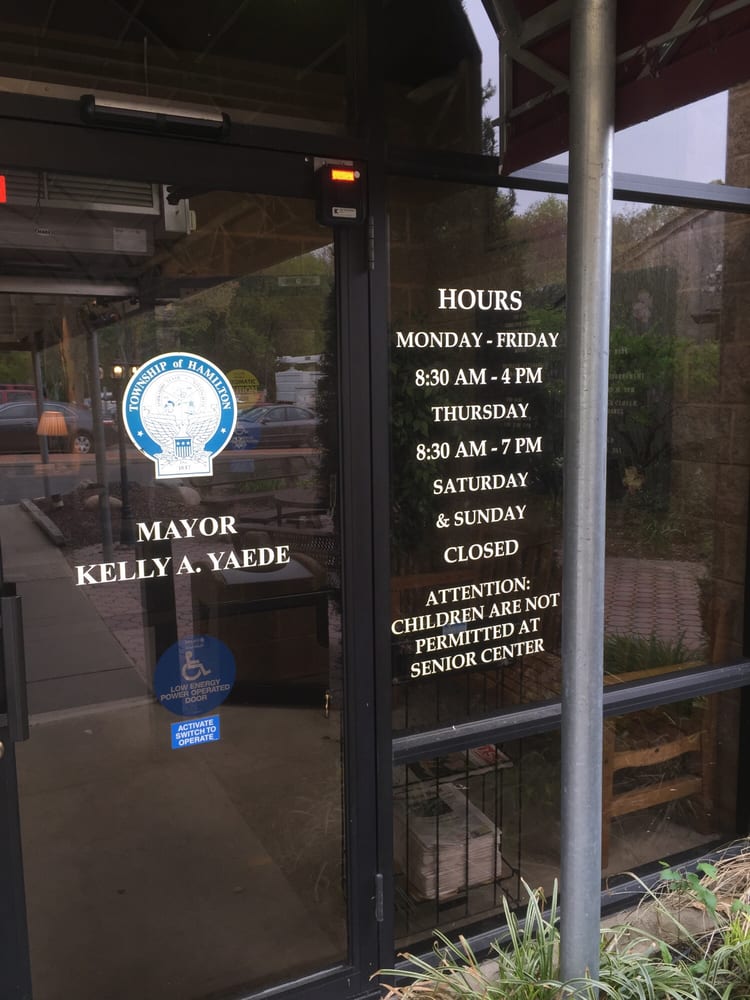 TOWNSHIP of HAMILTON
1842
MAYOR
KELLY A. YAEDE
LOW ENERGY
POWER OPERATED
DOOR
ACTIVATE
SWITCH TO
OPERATE
HOURS
MONDAY - FRIDAY
8:30 AM - 4 PM
THURSDAY
8:30 AM - 7 PM
SATURDAY
& SUNDAY
CLOSED
ATTENTION:
CHILDREN ARE NOT
PERMITTED AT
SENIOR CENTER